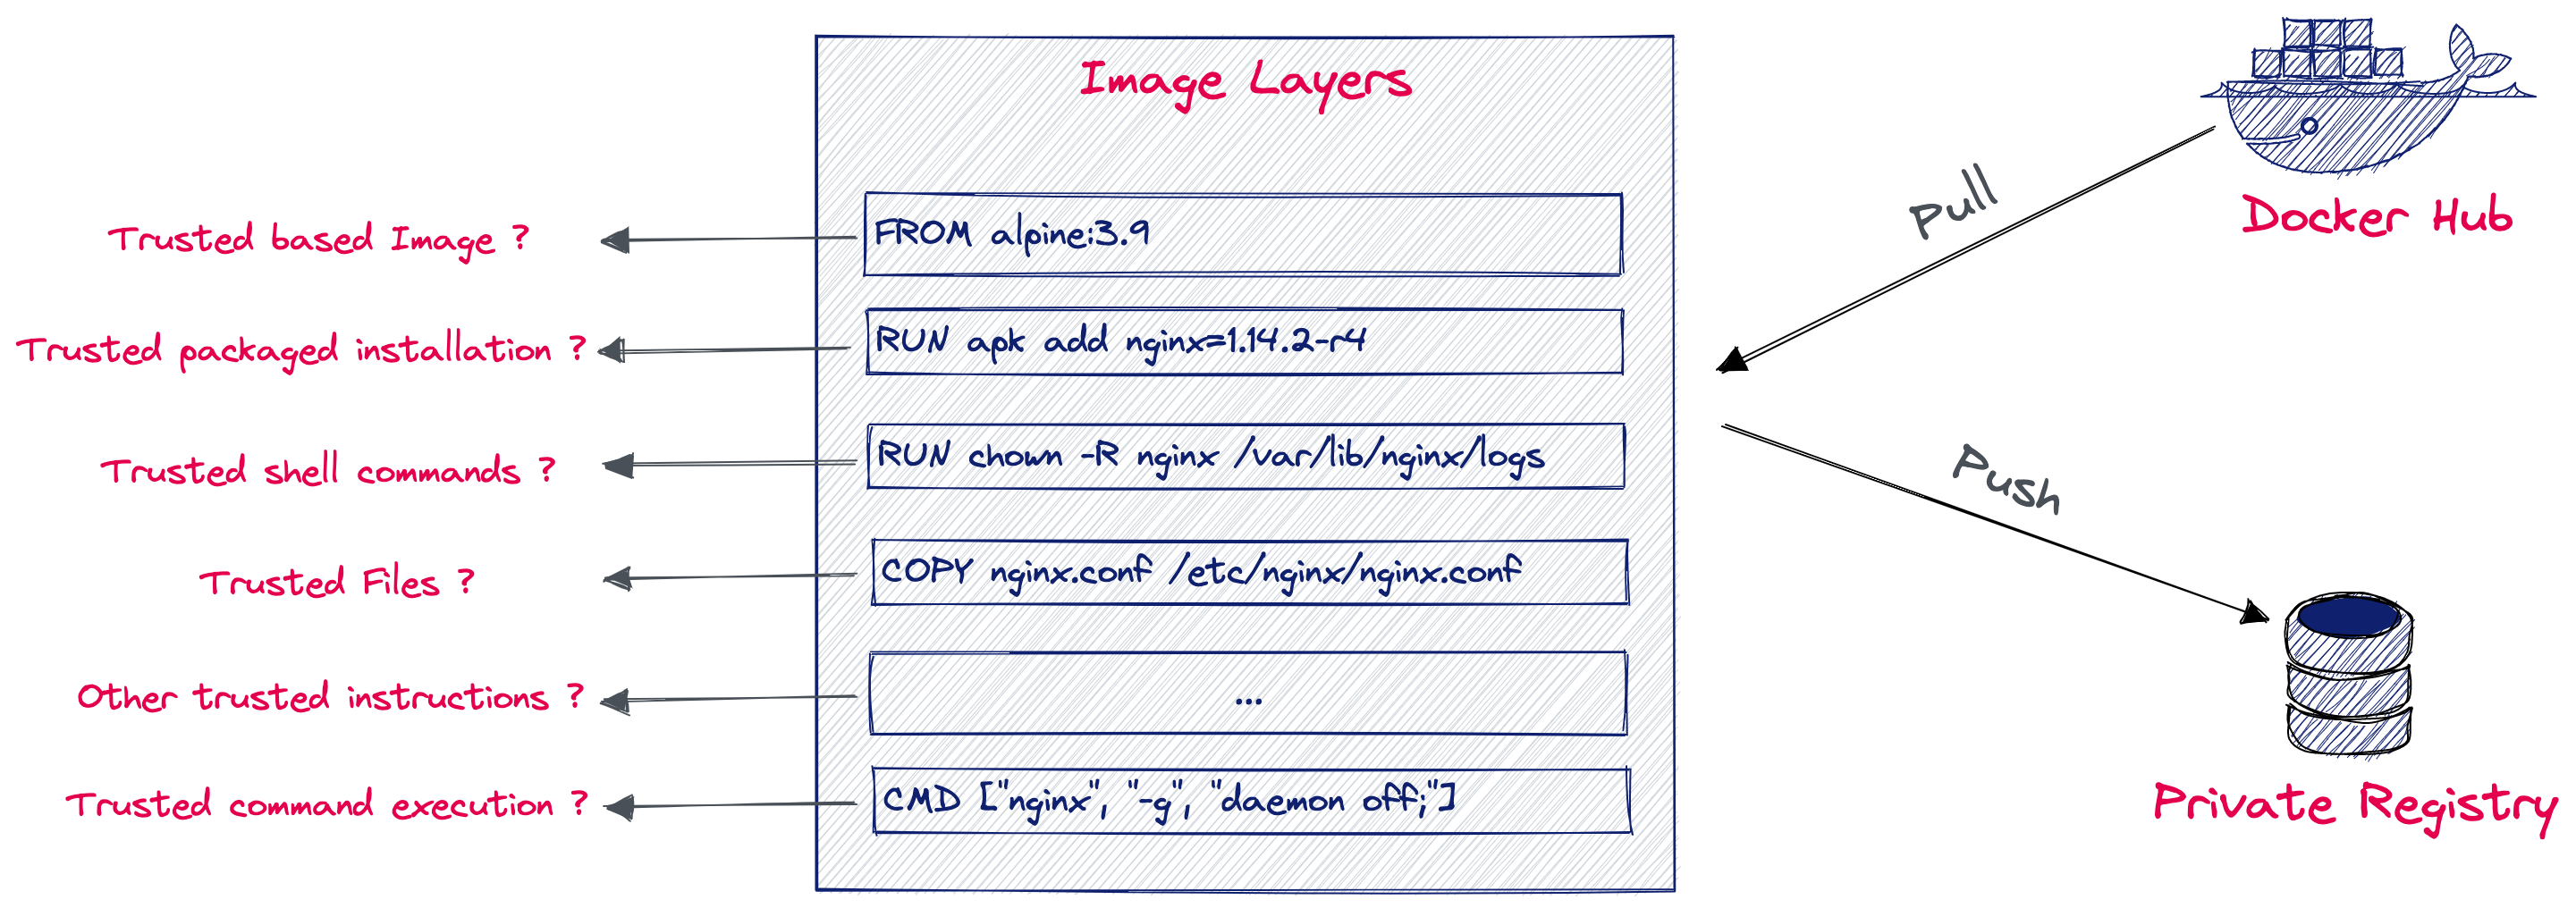 Image Layers
Trusted based Image ?
FROM alpine:3.9
Trusted packaged installation ?
RUN apk add nginx=1.14.2-r4
Trusted shell commands ?
RUN chown -R nginx /var/lib/nginx/logs
Trusted Files ?
COPY nginx.conf /etc/nginx/nginx.conf
Other trusted instructions ?
...
Trusted command execution ?
CMD ["nginx", "-g", "daemon off;"]
Pull
Docker Hub
Push
Private Registry